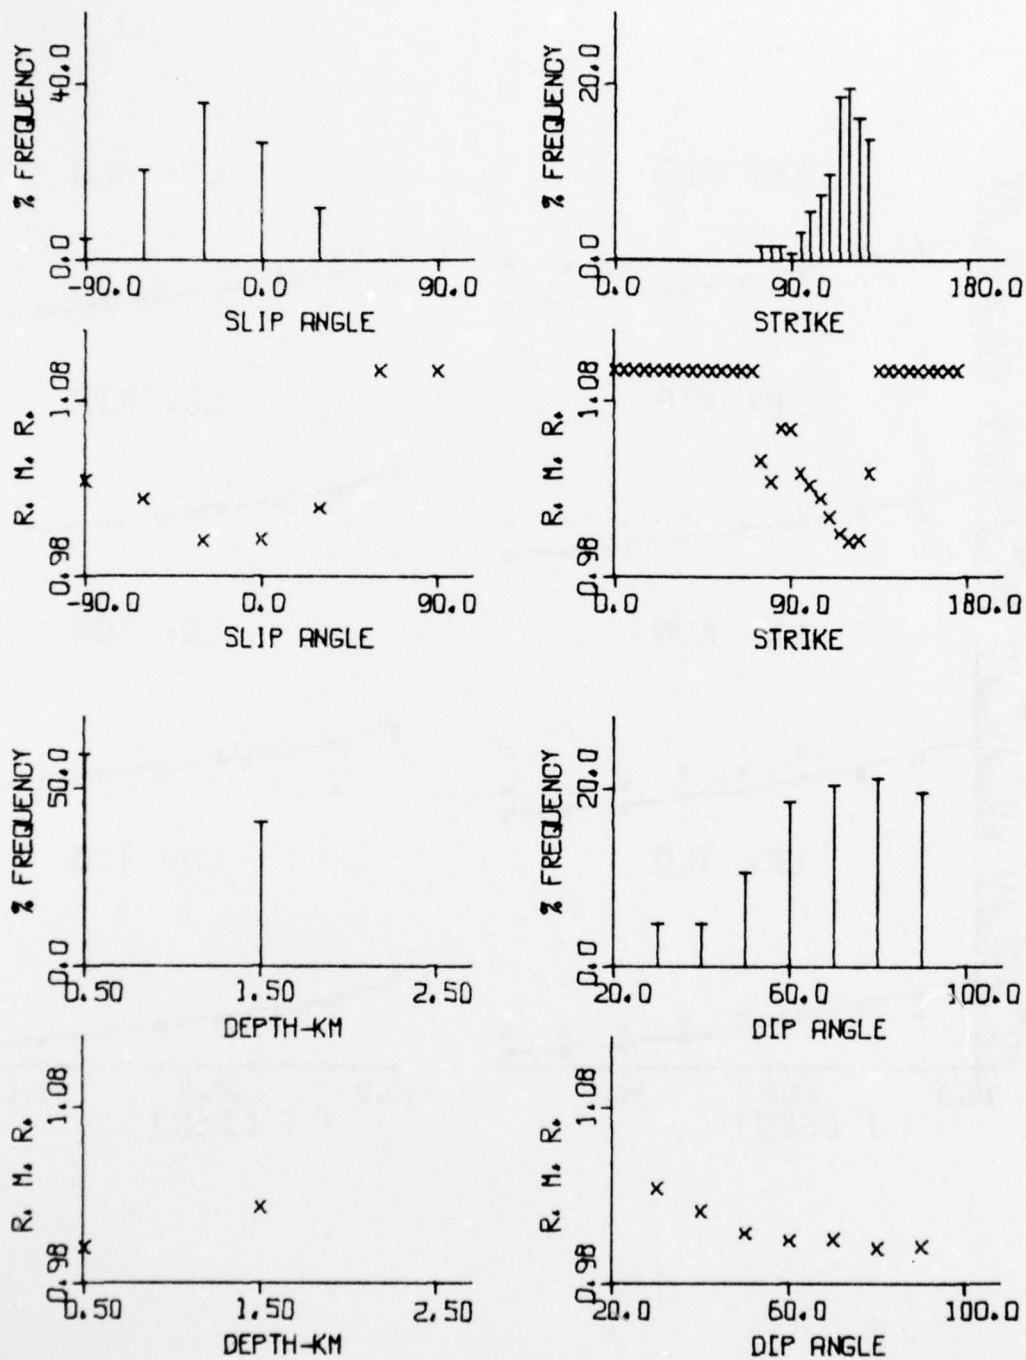 % FREQUENCY
40.0
0.0
-90.0 0.0 90.0
SLIP ANGLE
% FREQUENCY
20.0
0.0
0.0 90.0 180.0
STRIKE
R. M. R.
1.08
0.98
-90.0 0.0 90.0
SLIP ANGLE
R. M. R.
1.08
0.98
0.0 90.0 180.0
STRIKE
% FREQUENCY
50.0
0.0
0.50 1.50 2.50
DEPTH-KM
% FREQUENCY
20.0
0.0
20.0 60.0 100.0
DIP ANGLE
R. M. R.
1.08
0.98
0.50 1.50 2.50
DEPTH-KM
R. M. R.
1.08
0.98
20.0 60.0 100.0
DIP ANGLE